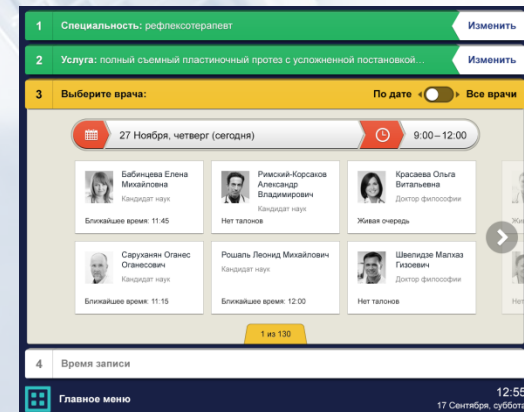 1 Специальность: рефлексотерапевт Изменить
2 Услуга: полный съемный пластиночный протез с усложненной постановкой... Изменить
3 Выберите врача: По дате Все врачи
27 Ноября, четверг (сегодня) 9:00–12:00
Бабинцева Елена
Михайловна
Кандидат наук
Ближайшее время: 11:45
Римский-Корсаков
Александр
Владимирович
Кандидат наук
Нет талонов
Красаева Ольга
Витальевна
Доктор философии
Живая очередь
Саруханян Оганес
Оганесович
Кандидат наук
Ближайшее время: 11:15
Рошаль Леонид Михайлович
Кандидат наук
Ближайшее время: 12:00
Швелидзе Малхаз
Гизоевич
Доктор философии
Нет талонов
1 из 130
4 Время записи
Главное меню
12:55
17 Сентября, суббота